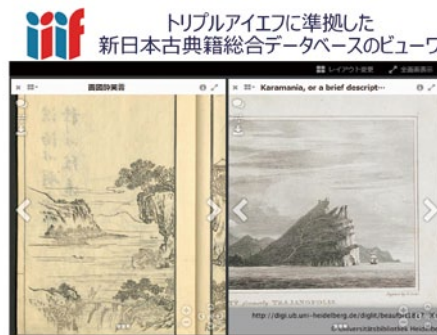 iiif
トリプルアイエフに準拠した
新日本古典籍総合データベースのビューワ
レイアウト変更
全画面表示
Karamania, or a brief descript…
TRAJANOPOLIS.
http://digi.ub.uni-heidelberg.de/diglit/beaufort1817
Universitätsbibliothek Heidelberg